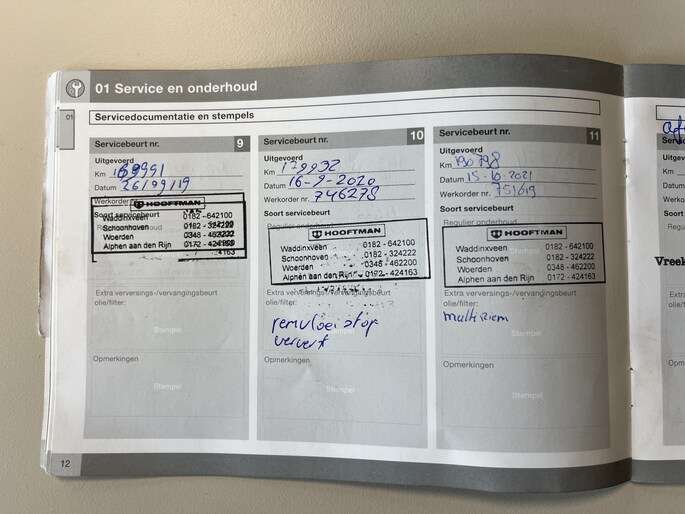 01 Service en onderhoud
01
Servicedocumentatie en stempels
Servicebeurt nr. 9
Uitgevoerd
Km 169991
Datum 26/09/19
Werkorder
HOOFTMAN
Soort servicebeurt
Waddinxveen 0182 - 642100
Schoonhoven 0182 - 324222
Woerden 0348 - 462200
Alphen aan den Rijn 0172 - 424163
Extra verversings-/vervangingsbeurt
olie/filter:
Stempel
Opmerkingen
Stempel
Servicebeurt nr. 10
Uitgevoerd
Km 179932
Datum 16-9-2020
Werkorder nr. 746278
Soort servicebeurt
Regulier onderhoud
HOOFTMAN
Waddinxveen 0182 - 642100
Schoonhoven 0182 - 324222
Woerden 0348 - 462200
Alphen aan den Rijn 0172 - 424163
Extra verversings-/vervangingsbeurt
olie/filter:
remvloeistof
ververt
Opmerkingen
Stempel
Servicebeurt nr. 11
Uitgevoerd
Km 190798
Datum 15-10-2021
Werkorder nr. 751619
Soort servicebeurt
Regulier onderhoud
HOOFTMAN
Waddinxveen 0182 - 642100
Schoonhoven 0182 - 324222
Woerden 0348 - 462200
Alphen aan den Rijn 0172 - 424163
Extra verversings-/vervangingsbeurt
olie/filter:
multiriem
Stempel
Opmerkingen
Stempel
12